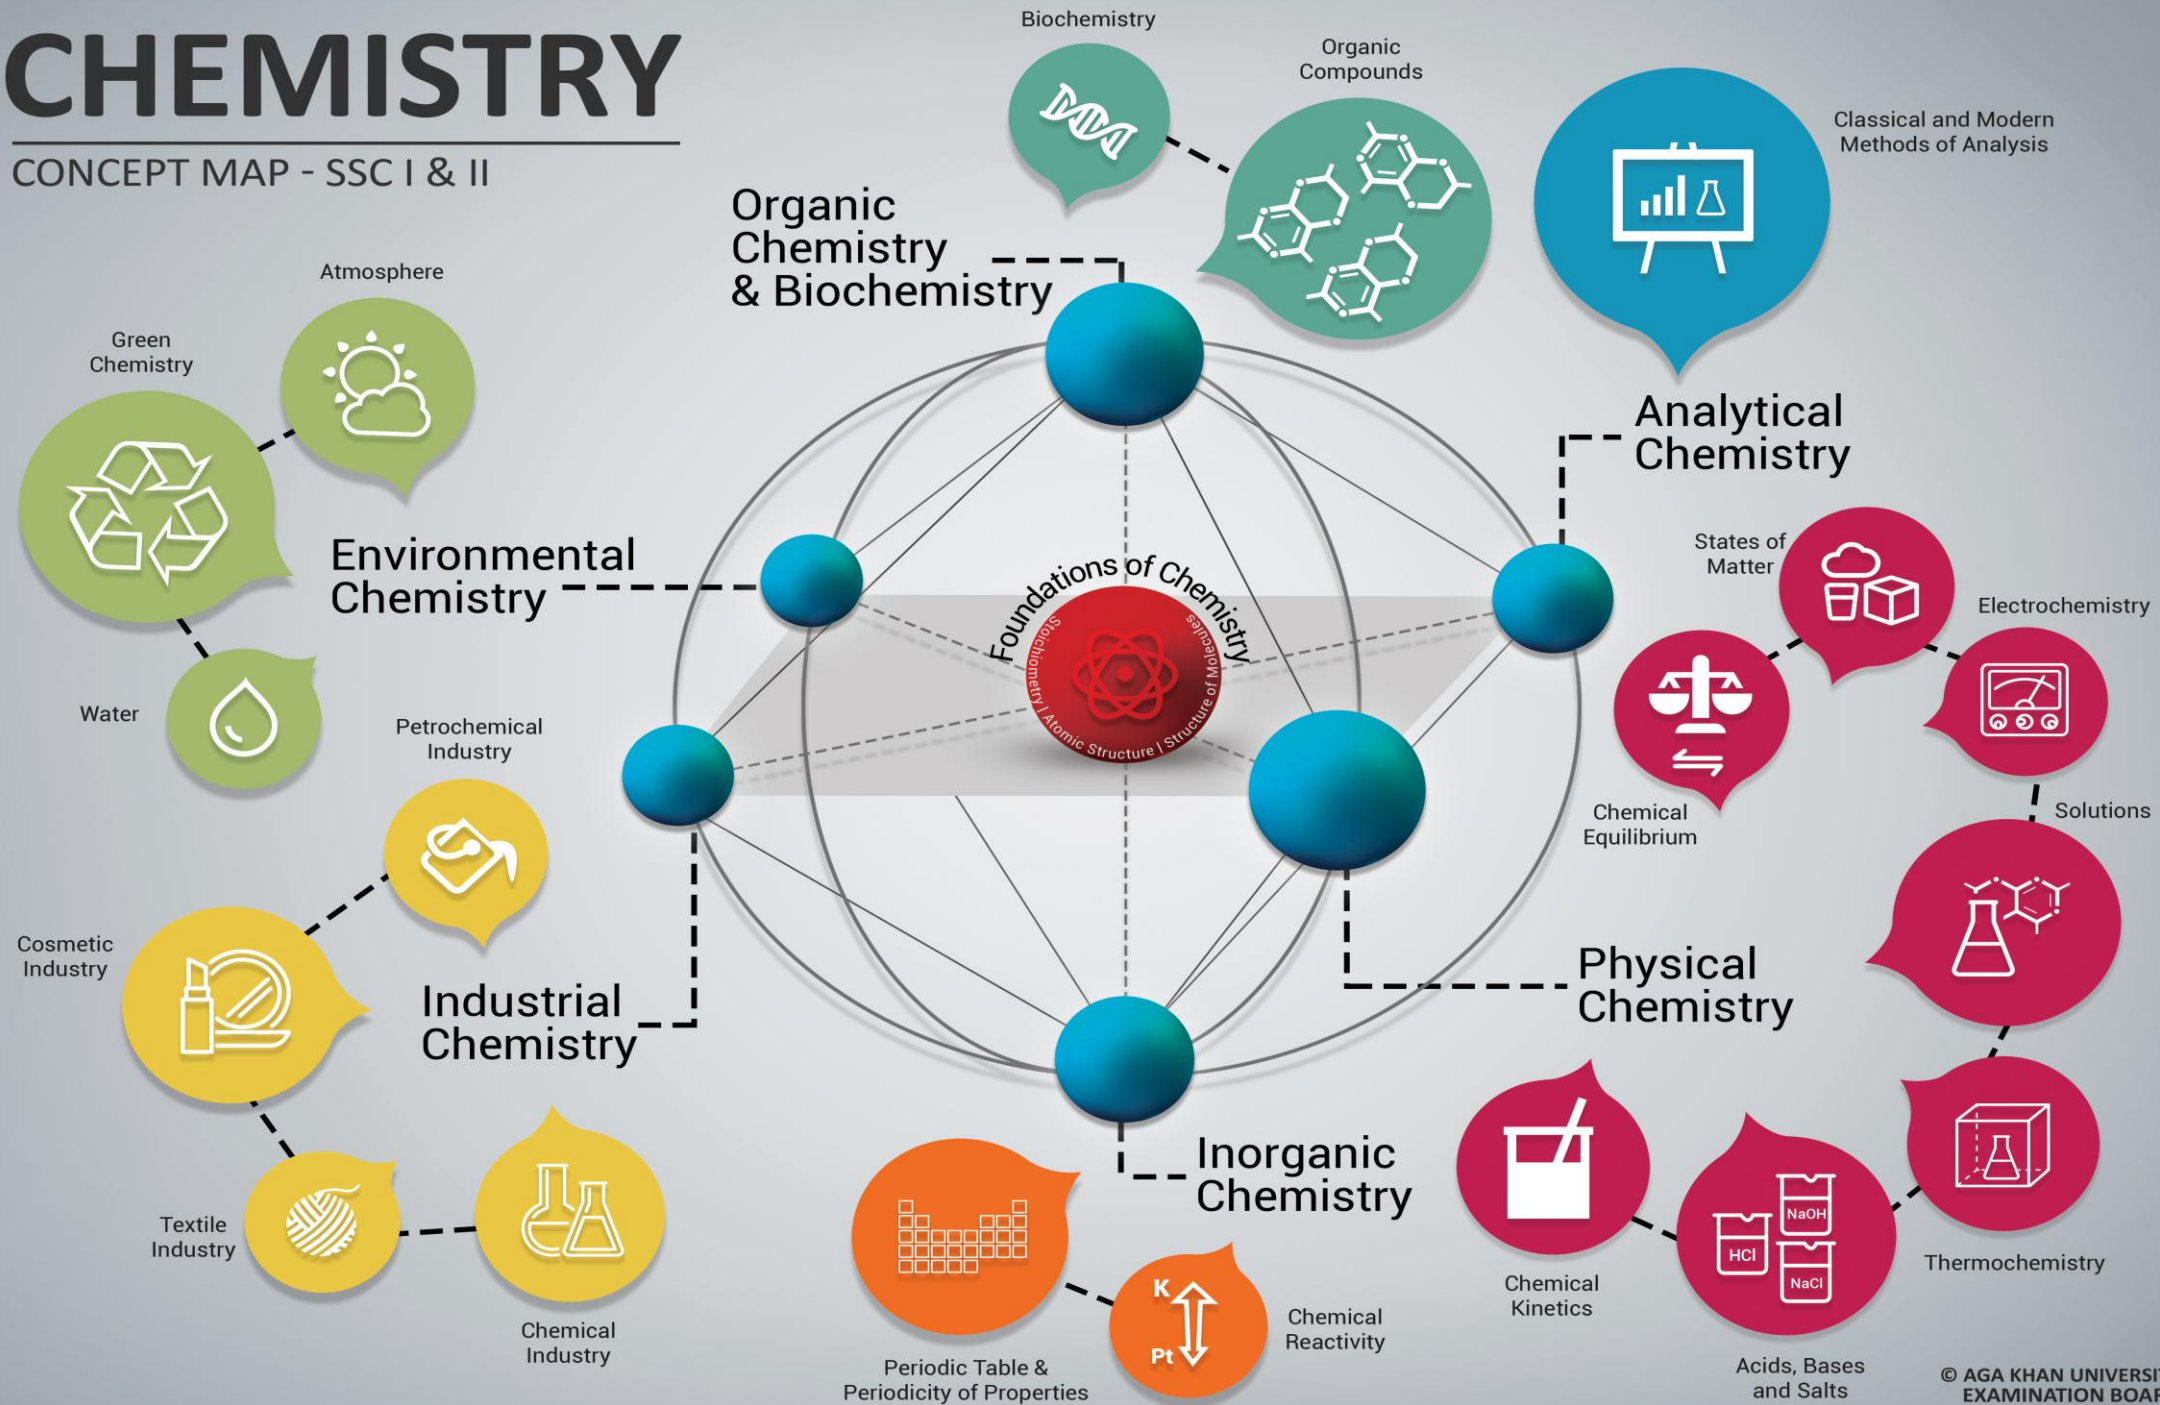 CHEMISTRY
CONCEPT MAP - SSC I & II
Biochemistry
Organic
Compounds
Classical and Modern
Methods of Analysis
Organic
Chemistry
& Biochemistry
Atmosphere
Green
Chemistry
Analytical
Chemistry
Environmental
Chemistry
Water
States of
Matter
Electrochemistry
Chemical
Equilibrium
Solutions
Foundations of Chemistry
Stoichiometry | Atomic Structure | Structure of Molecules
Petrochemical
Industry
Cosmetic
Industry
Industrial
Chemistry
Textile
Industry
Chemical
Industry
Physical
Chemistry
Inorganic
Chemistry
Periodic Table &
Periodicity of Properties
K
Pt
Chemical
Reactivity
Chemical
Kinetics
NaOH
HCl
NaCl
Acids, Bases
and Salts
Thermochemistry
© AGA KHAN
EXAMINATION